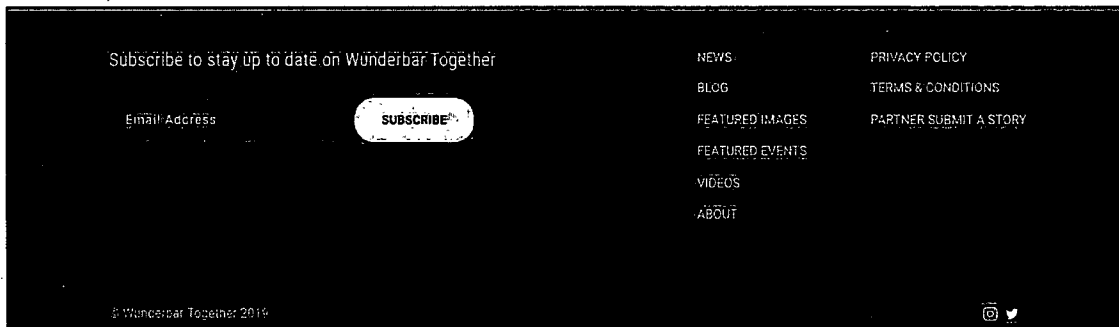 Subscribe to stay up to date on Wunderbar Together
Email Address
SUBSCRIBE
NEWS
BLOG
FEATURED IMAGES
FEATURED EVENTS
VIDEOS
ABOUT
PRIVACY POLICY
TERMS & CONDITIONS
PARTNER SUBMIT A STORY
© Wunderbar Together 2019